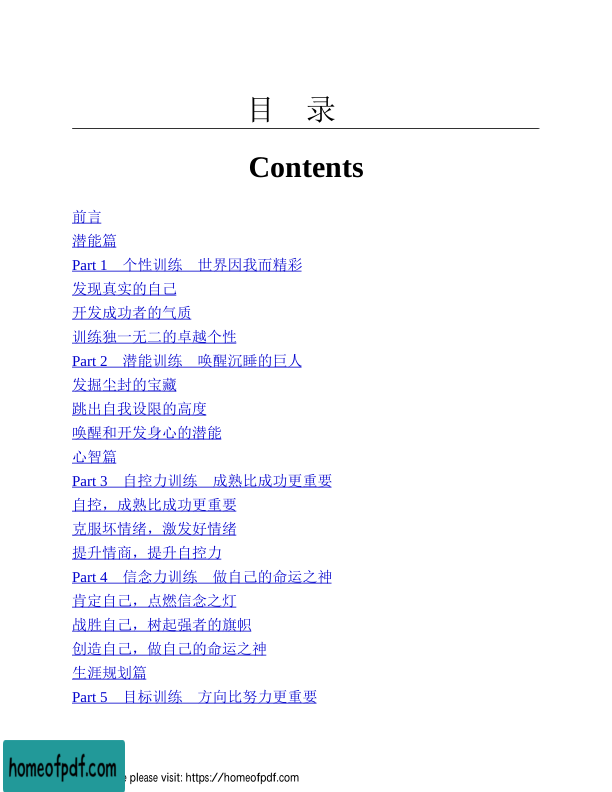 目　录
Contents
前言
潜能篇
Part 1　个性训练　世界因我而精彩
发现真实的自己
开发成功者的气质
训练独一无二的卓越个性
Part 2　潜能训练　唤醒沉睡的巨人
发掘尘封的宝藏
跳出自我设限的高度
唤醒和开发身心的潜能
心智篇
Part 3　自控力训练　成熟比成功更重要
自控，成熟比成功更重要
克服坏情绪，激发好情绪
提升情商，提升自控力
Part 4　信念力训练　做自己的命运之神
肯定自己，点燃信念之灯
战胜自己，树起强者的旗帜
创造自己，做自己的命运之神
生涯规划篇
Part 5　目标训练　方向比努力更重要
homeofpdf.com
please visit: https://homeofpdf.com